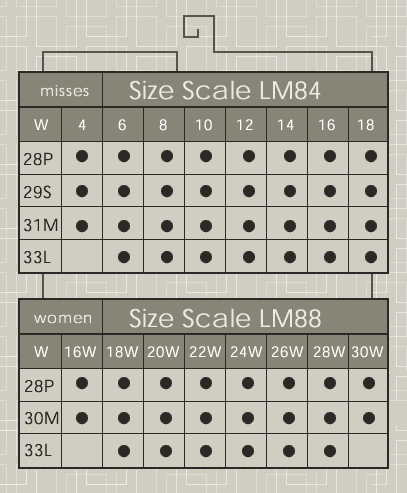 misses Size Scale LM84
W 4 6 8 10 12 14 16 18
28P
29S
31M
33L
women Size Scale LM88
W 16W 18W 20W 22W 24W 26W 28W 30W
28P
30M
33L